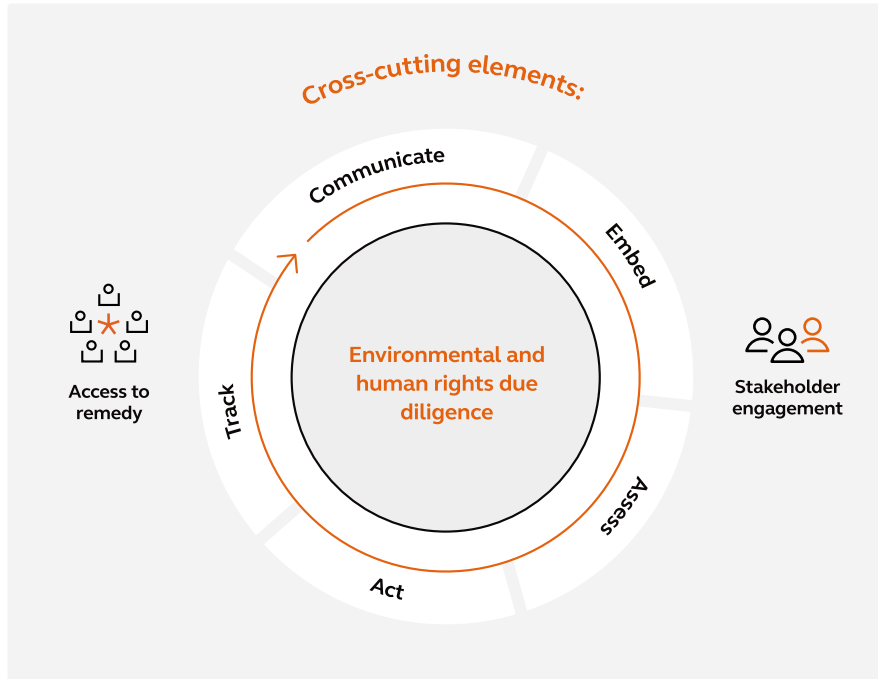 Cross-cutting elements:
Communicate
Embed
Assess
Act
Track
Environmental and
human rights due
diligence
Access to
remedy
Stakeholder
engagement